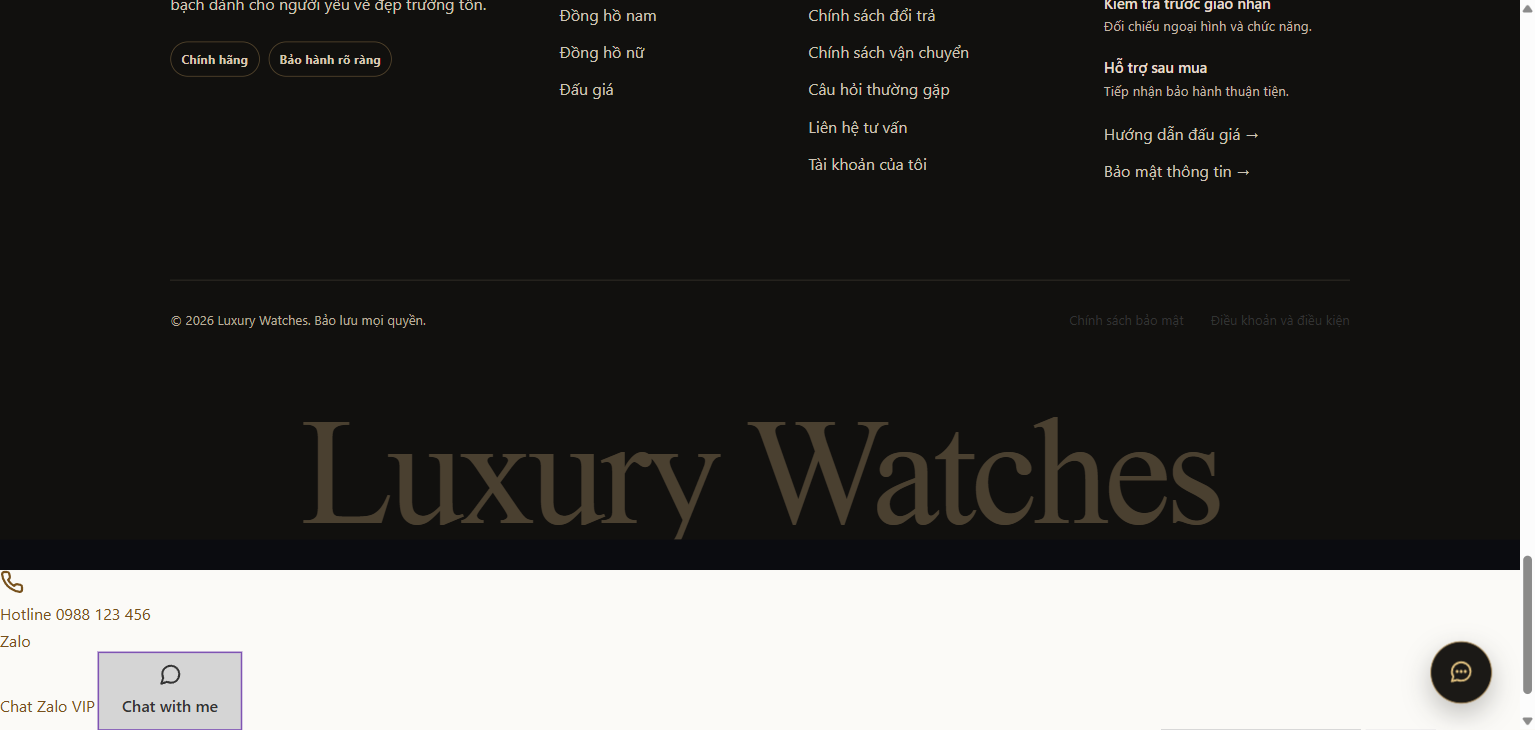 bạch dành cho người yêu vẻ đẹp trường tồn.
Chính hãng
Bảo hành rõ ràng
Đồng hồ nam
Đồng hồ nữ
Đấu giá
Chính sách đổi trả
Chính sách vận chuyển
Câu hỏi thường gặp
Liên hệ tư vấn
Tài khoản của tôi
Kiểm tra trước giao nhận
Đối chiếu ngoại hình và chức năng.
Hỗ trợ sau mua
Tiếp nhận bảo hành thuận tiện.
Hướng dẫn đấu giá →
Bảo mật thông tin →
© 2026 Luxury Watches. Bảo lưu mọi quyền.
Chính sách bảo mật
Điều khoản và điều kiện
Luxury Watches
Hotline 0988 123 456
Zalo
Chat Zalo VIP
Chat with me